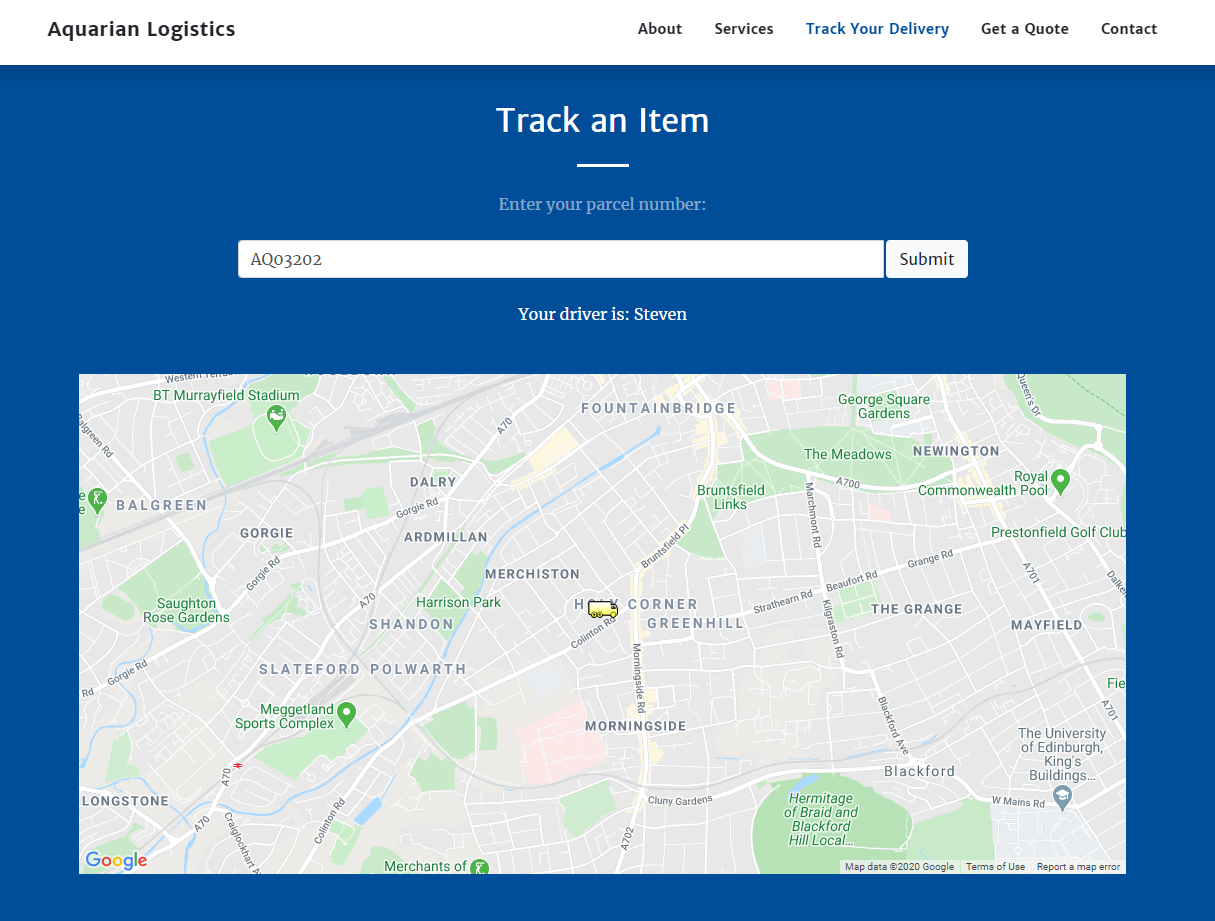 Aquarian Logistics
About Services Track Your Delivery Get a Quote Contact
Track an Item
Enter your parcel number:
AQ03202
Submit
Your driver is: Steven
Western
BT Murrayfield Stadium
Balgreen Rd
BALGREEN
GORGIE
Gorgie Rd
DALRY
Gorgie Rd
A70
ARDMILLAN
FOUNTAINBRIDGE
George Square
Gardens
Queen's Dr
The Meadows
NEWINGTON
A700
Royal
Commonwealth Pool
Bruntsfield
Links
Marchmont Rd
Prestonfield Golf Club
Bruntsfield Pl
MERCHISTON
Grange Rd
A701
Beaufort Rd
Strathearn Rd
Kilgraston Rd
A70
Harrison Park
Saughton
Rose Gardens
SHANDON
CORNER
GREENHILL
Colinton Rd
THE GRANGE
MAYFIELD
SLATEFORD POLWARTH
Gorgie Rd
Rd
Morningside Rd
Meggetland
Sports Complex
MORNINGSIDE
Blackford Ave
A701
The University
of Edinburgh,
King's
Buildings...
Blackford
A70
LONGSTONE
A70
Colinton Rd
Cluny Gardens
W Mains Rd
Hermitage
of Braid and
Blackford
Hill Local...
A702
Merchants of
Google
Map data ©2020 Google Terms of Use Report a map error